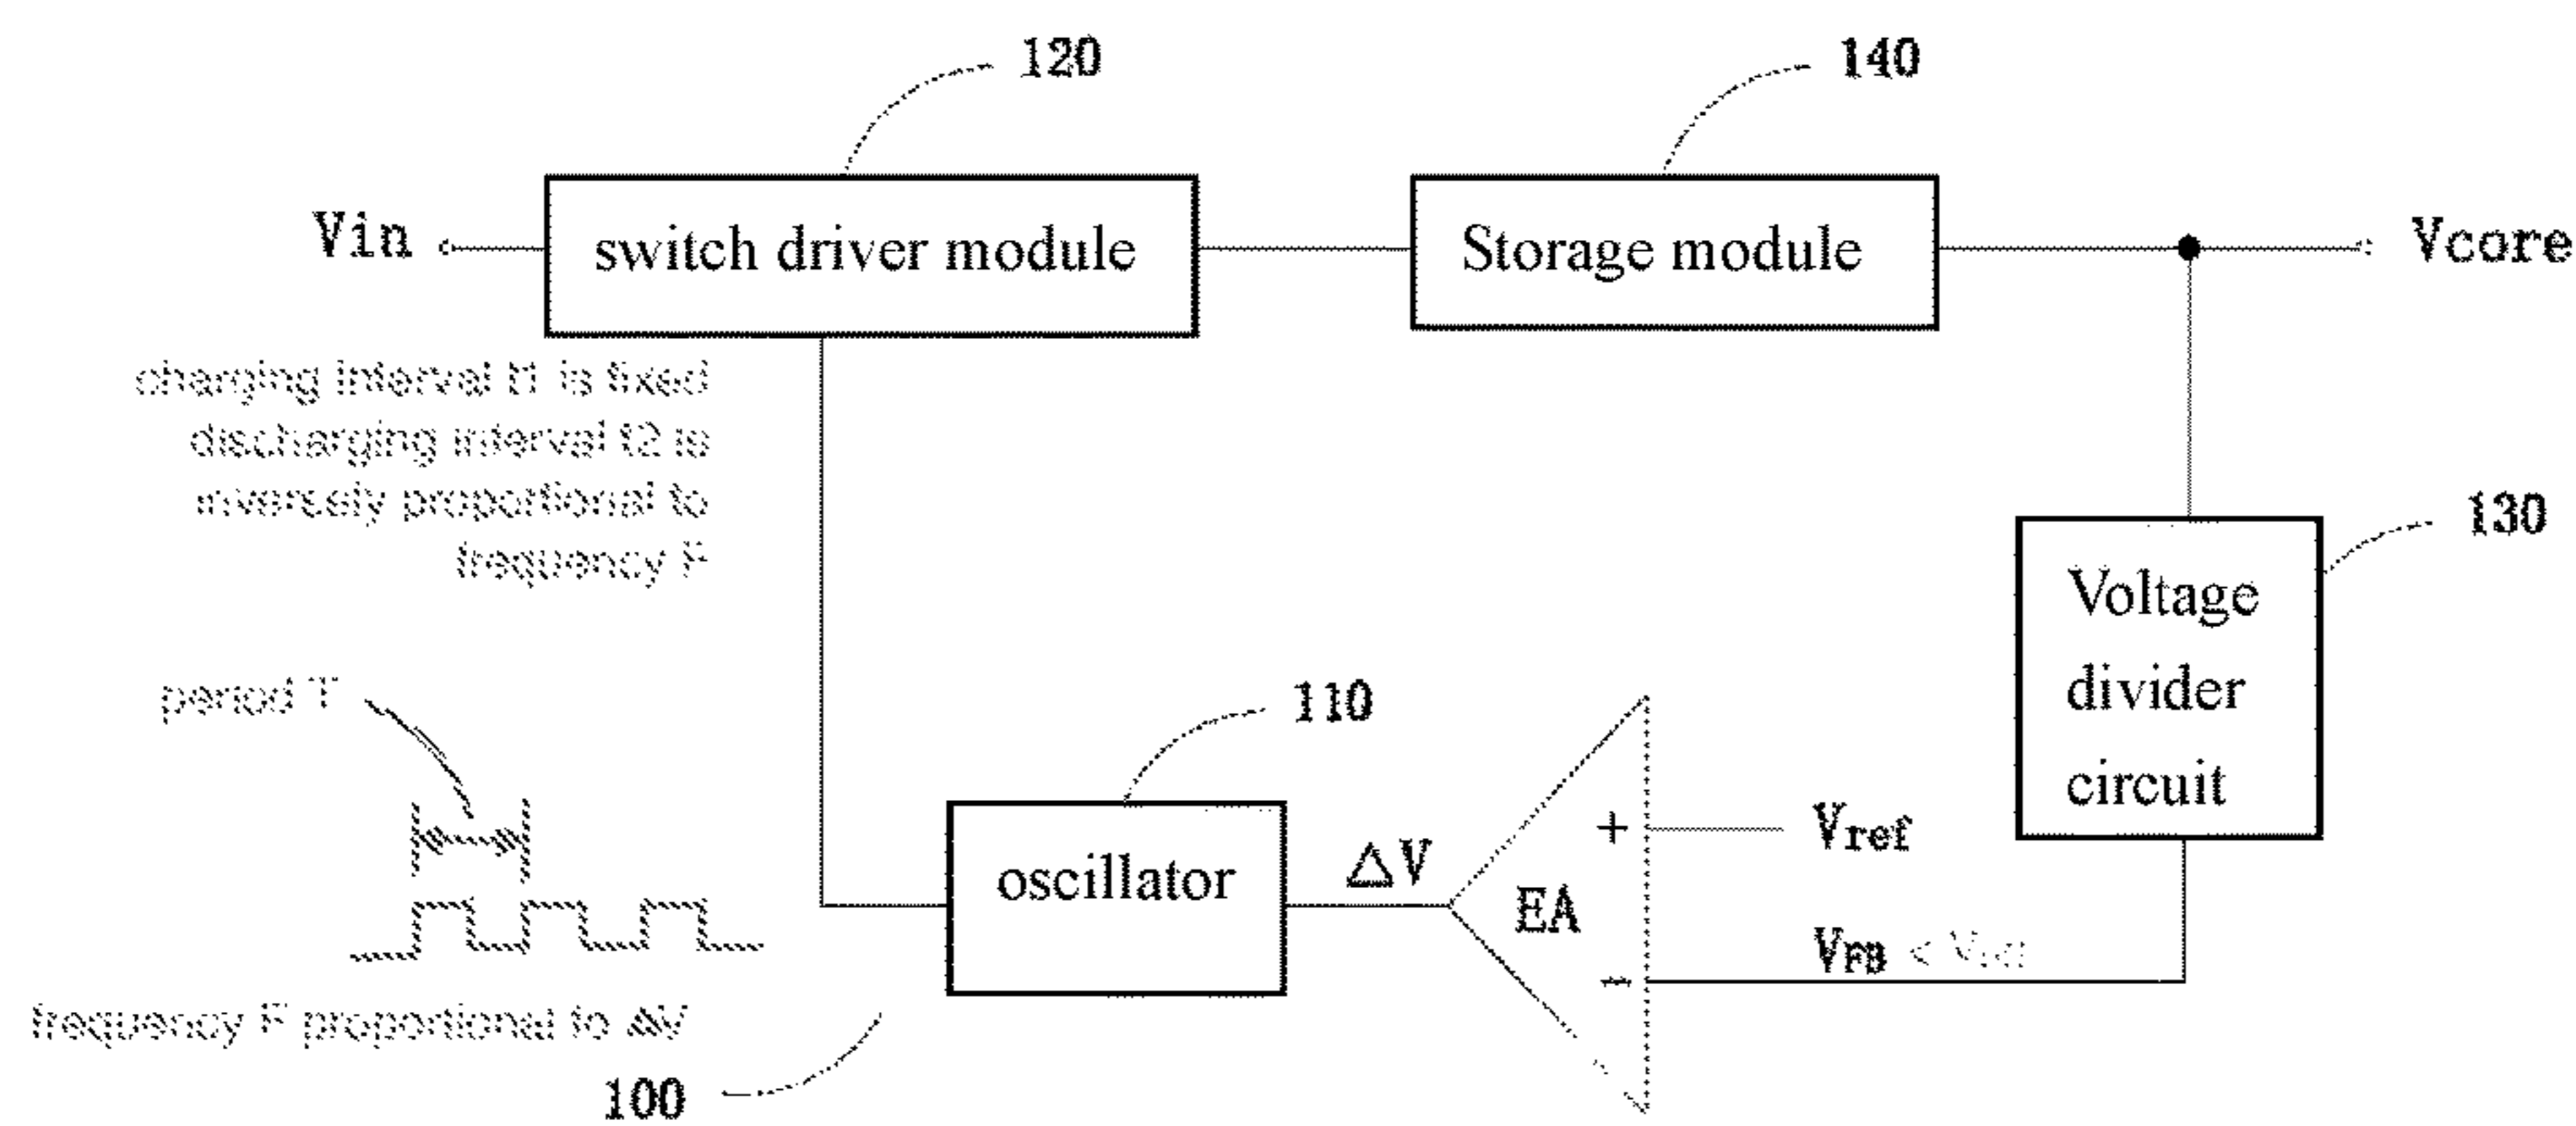 120
140
Vin
switch driver module
Storage module
Vcore
charging interval t1 is fixed
discharging interval t2 is
inversely proportional to
frequency F
130
Voltage
divider
circuit
period T
110
oscillator
ΔV
+
Vref
EA
VFB < Vref
−
frequency F proportional to ΔV
100